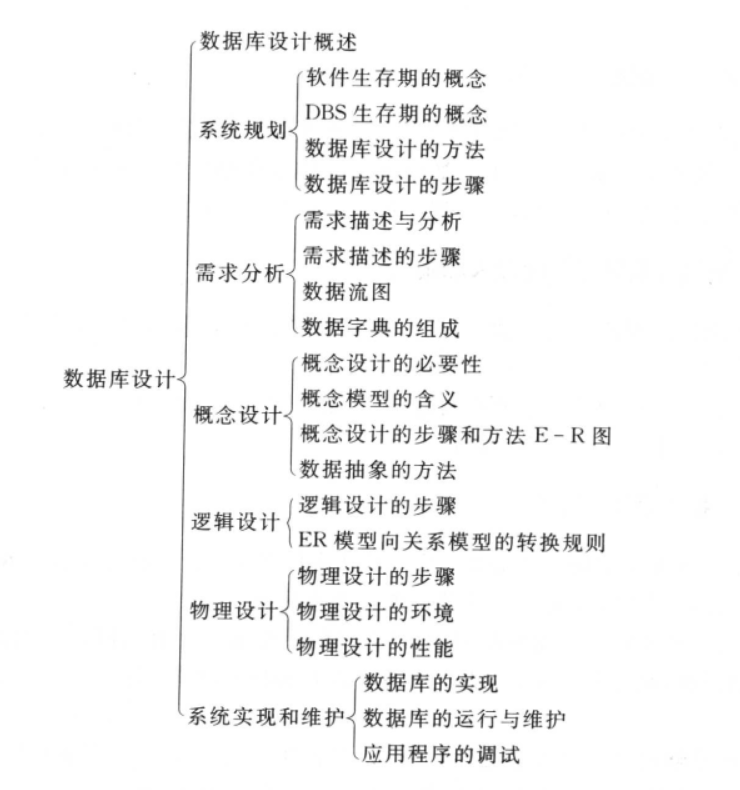 数据库设计概述
软件生存期的概念
DBS 生存期的概念
系统规划
数据库设计的方法
数据库设计的步骤
需求描述与分析
需求描述的步骤
需求分析
数据流图
数据字典的组成
概念设计的必要性
数据库设计
概念模型的含义
概念设计
概念设计的步骤和方法 E-R 图
数据抽象的方法
逻辑设计的步骤
逻辑设计
ER 模型向关系模型的转换规则
物理设计的步骤
物理设计
物理设计的环境
物理设计的性能
数据库的实现
系统实现和维护
数据库的运行与维护
应用程序的调试